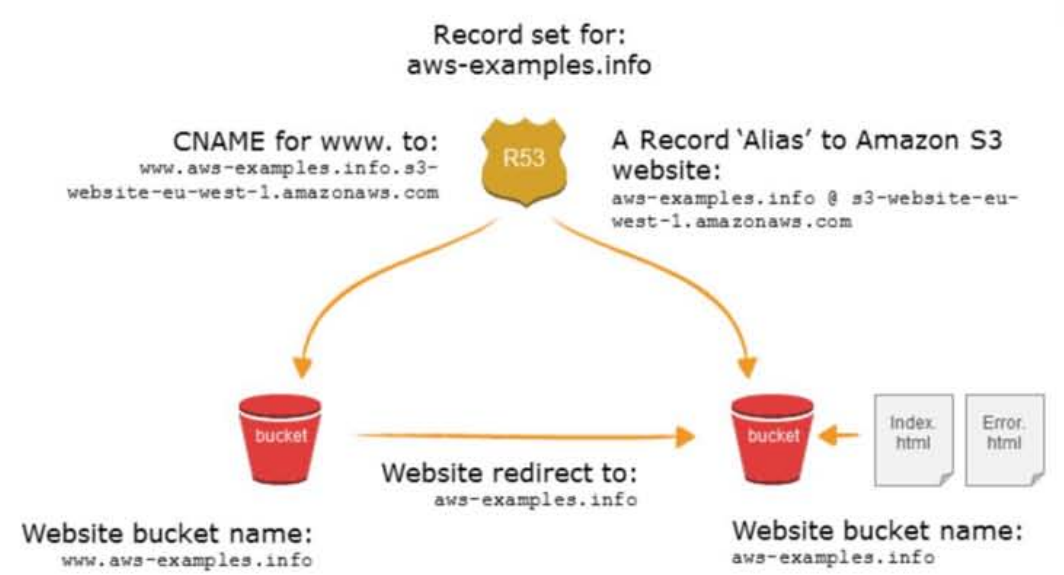 Record set for:
aws-examples.info
CNAME for www. to:
www.aws-examples.info.s3-
website-eu-west-1.amazonaws.com
R53
A Record ‘Alias’ to Amazon S3
website:
aws-examples.info @ s3-website-eu-
west-1.amazonaws.com
bucket
Website redirect to:
aws-examples.info
bucket
Index.
html
Error.
html
Website bucket name:
www.aws-examples.info
Website bucket name:
aws-examples.info